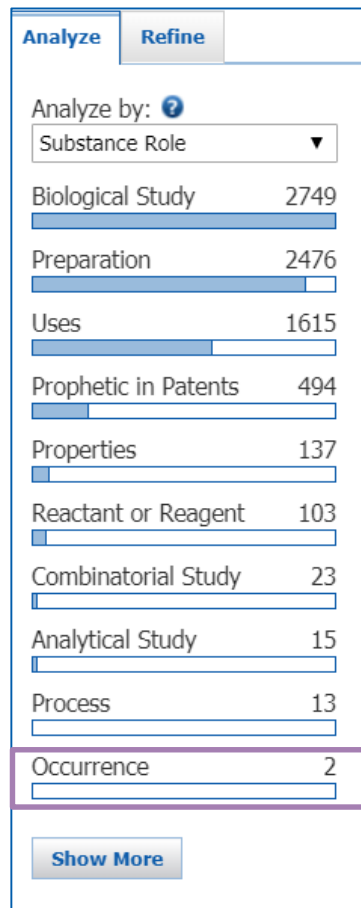 Analyze Refine
Analyze by: ?
Substance Role ▼
Biological Study 2749
Preparation 2476
Uses 1615
Prophetic in Patents 494
Properties 137
Reactant or Reagent 103
Combinatorial Study 23
Analytical Study 15
Process 13
Occurrence 2
Show More